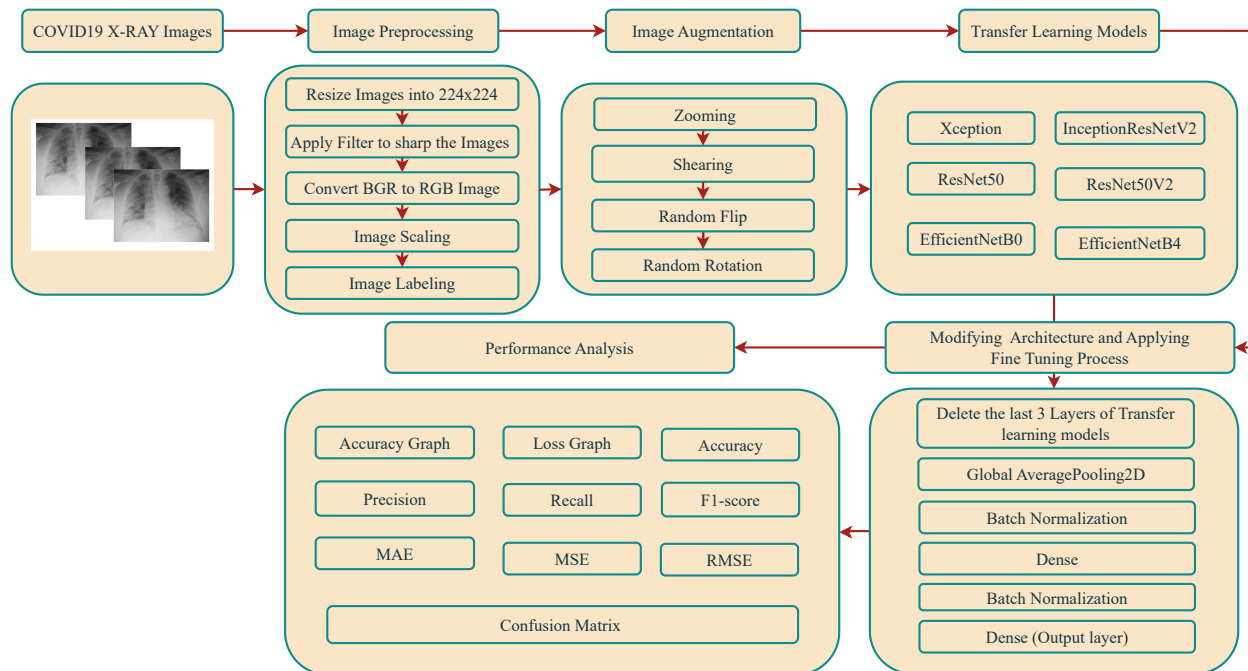 COVID19 X-RAY Images
Image Preprocessing
Image Augmentation
Transfer Learning Models
Resize Images into 224x224
Apply Filter to sharp the Images
Convert BGR to RGB Image
Image Scaling
Image Labeling
Zooming
Shearing
Random Flip
Random Rotation
Xception
InceptionResNetV2
ResNet50
ResNet50V2
EfficientNetB0
EfficientNetB4
Modifying Architecture and Applying
Fine Tuning Process
Performance Analysis
Delete the last 3 Layers of Transfer
learning models
Global AveragePooling2D
Batch Normalization
Dense
Batch Normalization
Dense (Output layer)
Accuracy Graph
Loss Graph
Accuracy
Precision
Recall
F1-score
MAE
MSE
RMSE
Confusion Matrix